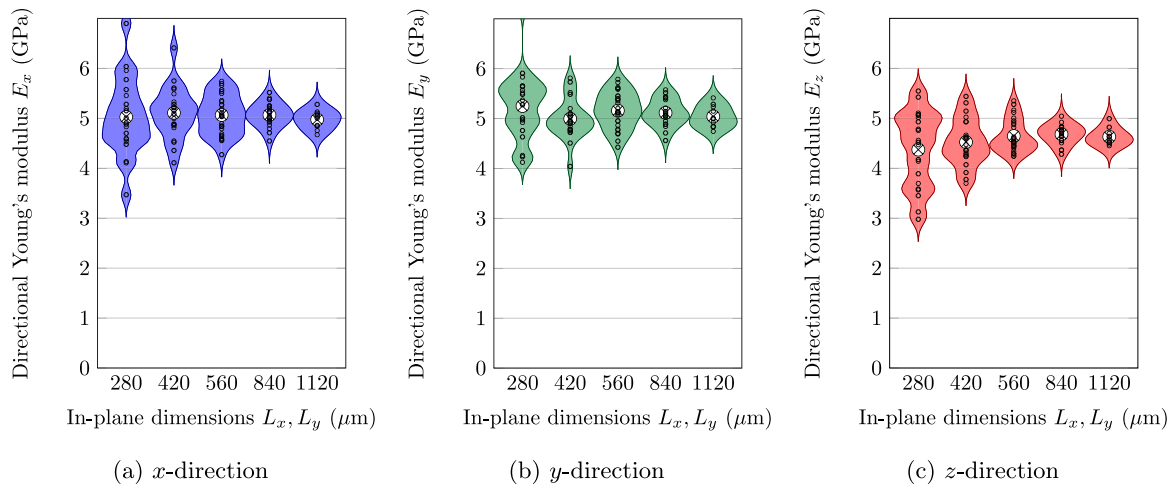 Directional Young's modulus E_x (GPa)
6
5
4
3
2
1
0
280 420 560 840 1120
In-plane dimensions L_x, L_y (μm)
(a) x-direction
Directional Young's modulus E_y (GPa)
6
5
4
3
2
1
0
280 420 560 840 1120
In-plane dimensions L_x, L_y (μm)
(b) y-direction
Directional Young's modulus E_z (GPa)
6
5
4
3
2
1
0
280 420 560 840 1120
In-plane dimensions L_x, L_y (μm)
(c) z-direction